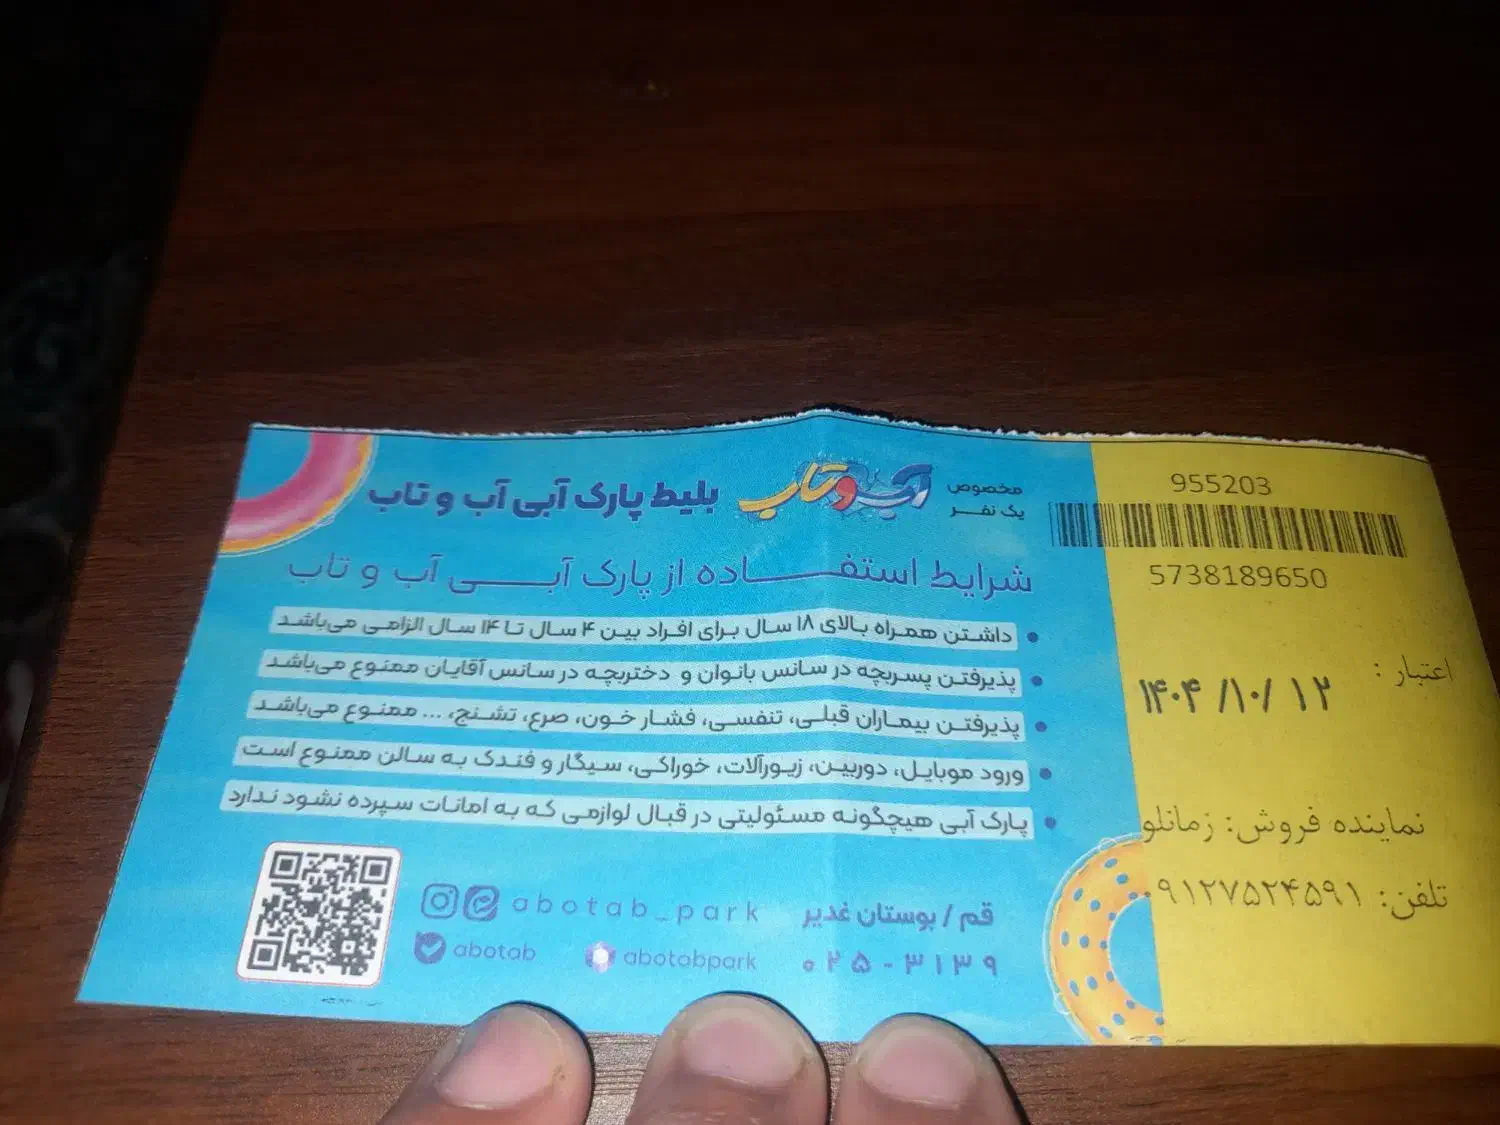 مخصوص
یک نفر
آب و تاب
بلیط پارک آبی آب و تاب
شرایط استفاده از پارک آبی آب و تاب
• داشتن همراه بالای ۱۸ سال برای افراد بین ۴ سال تا ۱۴ سال الزامی می‌باشد
• پذیرفتن پسربچه در سانس بانوان و دختربچه در سانس آقایان ممنوع می‌باشد
• پذیرفتن بیماران قبلی، تنفسی، فشار خون، صرع، تشنج، ... ممنوع می‌باشد
• ورود موبایل، دوربین، زیورآلات، خوراکی، سیگار و فندک به سالن ممنوع است
• پارک آبی هیچگونه مسئولیتی در قبال لوازمی که به امانات سپرده نشود ندارد
قم / بوستان غدیر
۰۲۵-۳۱۳۹
abotab_park
abotab
abotabpark
955203
5738189650
اعتبار :
۱۴۰۴/۱۰/۱۲
نماینده فروش: زمانلو
تلفن: ۰۹۱۲۷۵۲۴۵۹۱